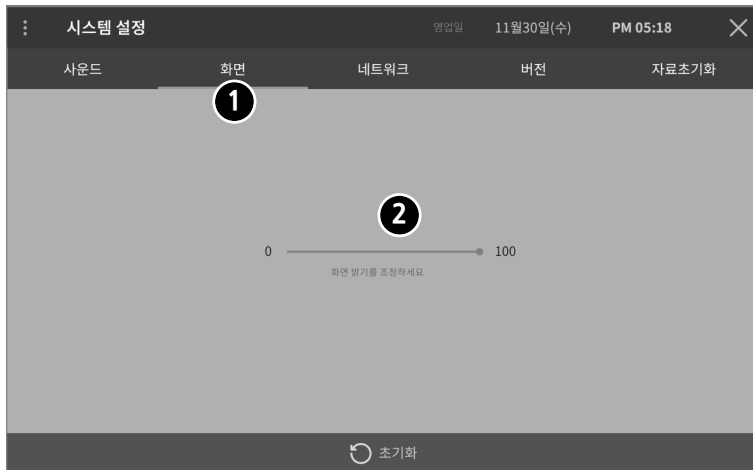 시스템 설정 영업일 11월30일(수) PM 05:18
사운드 화면 네트워크 버전 자료초기화
1
2
0 100
화면 밝기를 조정하세요
초기화